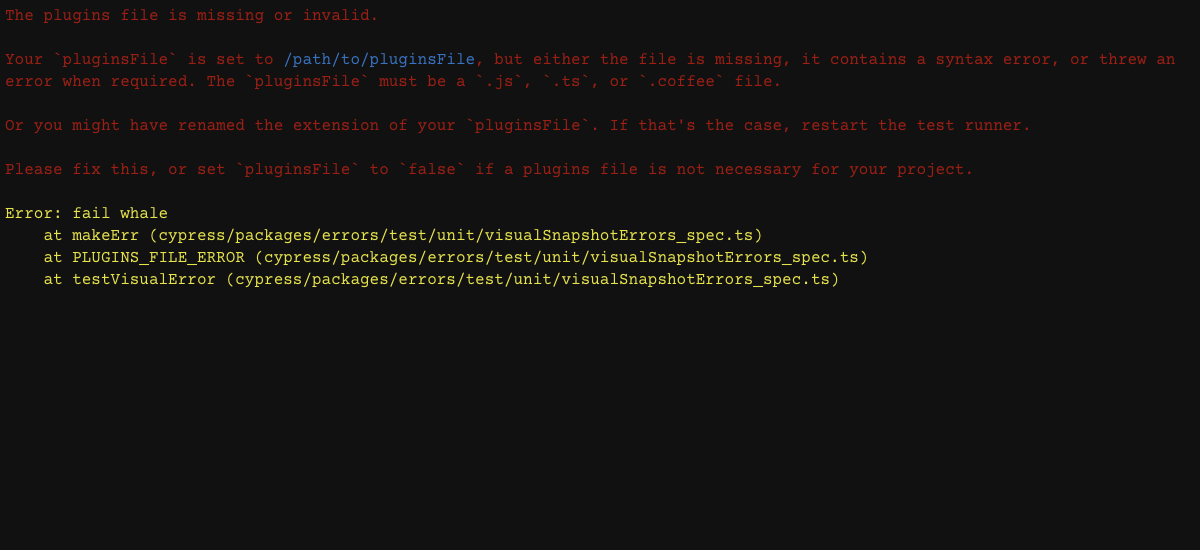 The plugins file is missing or invalid.
Your `pluginsFile` is set to /path/to/pluginsFile, but either the file is missing, it contains a syntax error, or threw an
error when required. The `pluginsFile` must be a `.js`, `.ts`, or `.coffee` file.
Or you might have renamed the extension of your `pluginsFile`. If that's the case, restart the test runner.
Please fix this, or set `pluginsFile` to `false` if a plugins file is not necessary for your project.
Error: fail whale
    at makeErr (cypress/packages/errors/test/unit/visualSnapshotErrors_spec.ts)
    at PLUGINS_FILE_ERROR (cypress/packages/errors/test/unit/visualSnapshotErrors_spec.ts)
    at testVisualError (cypress/packages/errors/test/unit/visualSnapshotErrors_spec.ts)